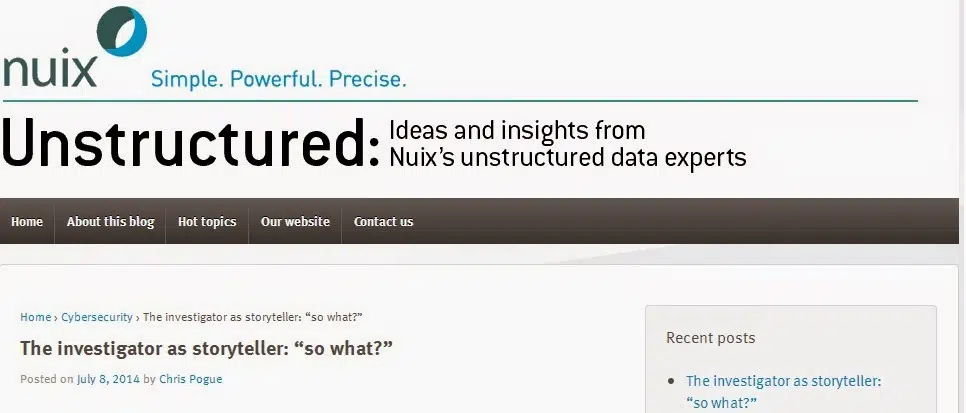 nuix
Simple. Powerful. Precise.
Unstructured:
Ideas and insights from
Nuix's unstructured data experts
Home
About this blog
Hot topics
Our website
Contact us
Home › Cybersecurity › The investigator as storyteller: “so what?”
The investigator as storyteller: “so what?”
Posted on July 8, 2014 by Chris Pogue
Recent posts
The investigator as storyteller:
“so what?”